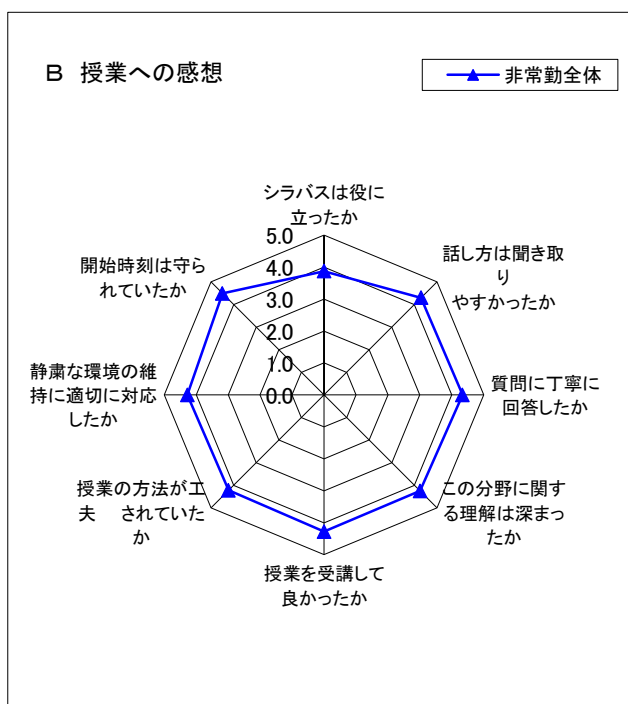 B 授業への感想
非常勤全体
シラバスは役に
立ったか
話し方は聞き取
り
やすかったか
質問に丁寧に
回答したか
この分野に関す
る理解は深まっ
たか
授業を受講して
良かったか
授業の方法が工
夫 されていた
か
静粛な環境の維
持に適切に対応
したか
開始時刻は守ら
れていたか
5.0
4.0
3.0
2.0
1.0
0.0